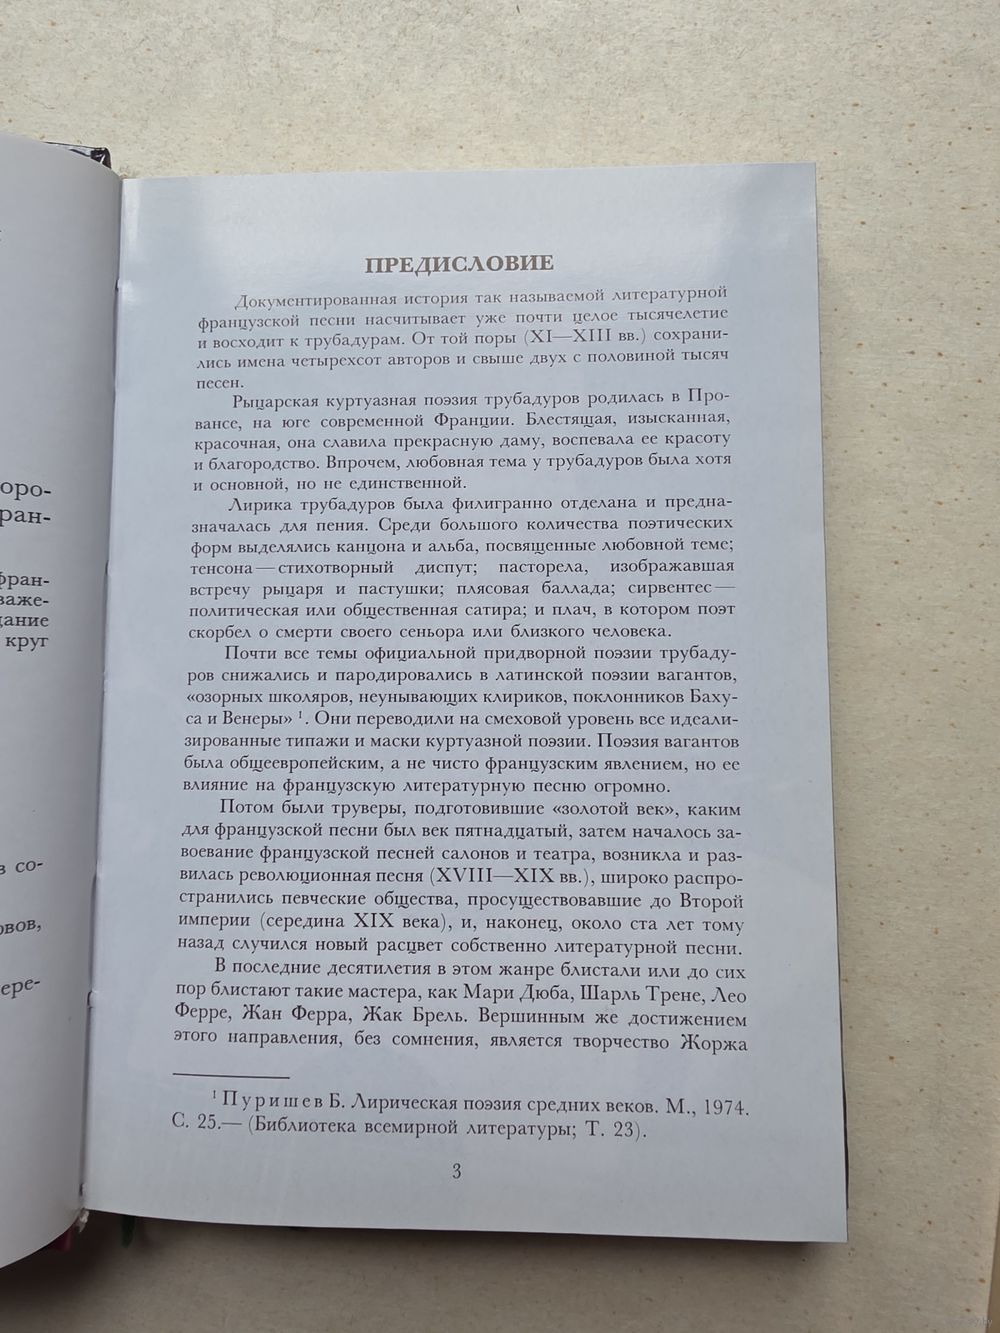 оро-
ран-
фран-
важе-
дание
круг
в со-
ов,
ере-
ПРЕДИСЛОВИЕ
Документированная история так называемой литературной
французской песни насчитывает уже почти целое тысячелетие
и восходит к трубадурам. От той поры (XI—XIII вв.) сохрани-
лись имена четырехсот авторов и свыше двух с половиной тысяч
песен.
Рыцарская куртуазная поэзия трубадуров родилась в Про-
вансе, на юге современной Франции. Блестящая, изысканная,
красочная, она славила прекрасную даму, воспевала ее красоту
и благородство. Впрочем, любовная тема у трубадуров была хотя
и основной, но не единственной.
Лирика трубадуров была филигранно отделана и предна-
значалась для пения. Среди большого количества поэтических
форм выделялись канцона и альба, посвященные любовной теме;
тенсона — стихотворный диспут; пасторела, изображавшая
встречу рыцаря и пастушки; плясовая баллада; сирвентес —
политическая или общественная сатира; и плач, в котором поэт
скорбел о смерти своего сеньора или близкого человека.
Почти все темы официальной придворной поэзии трубаду-
ров снижались и пародировались в латинской поэзии вагантов,
«озорных школяров, неунывающих клириков, поклонников Баху-
са и Венеры» ¹. Они переводили на смеховой уровень все идеали-
зированные типажи и маски куртуазной поэзии. Поэзия вагантов
была общеевропейским, а не чисто французским явлением, но ее
влияние на французскую литературную песню огромно.
Потом были труверы, подготовившие «золотой век», каким
для французской песни был век пятнадцатый, затем началось за-
воевание французской песней салонов и театра, возникла и раз-
вилась революционная песня (XVIII—XIX вв.), широко распро-
странились певческие общества, просуществовавшие до Второй
империи (середина XIX века), и, наконец, около ста лет тому
назад случился новый расцвет собственно литературной песни.
В последние десятилетия в этом жанре блистали или до сих
пор блистают такие мастера, как Мари Дюба, Шарль Трене, Лео
Ферре, Жан Ферра, Жак Брель. Вершинным же достижением
этого направления, без сомнения, является творчество Жоржа
¹ Пуришев Б. Лирическая поэзия средних веков. М., 1974.
С. 25.— (Библиотека всемирной литературы; Т. 23).
3